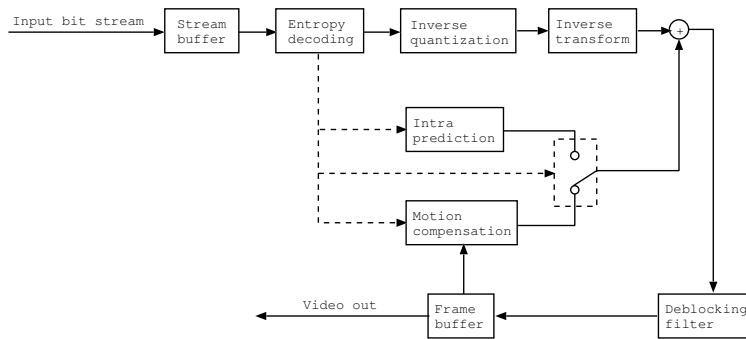 Input bit stream
Stream
buffer
Entropy
decoding
Inverse
quantization
Inverse
transform
+
Intra
prediction
Motion
compensation
Video out
Frame
buffer
Deblocking
filter